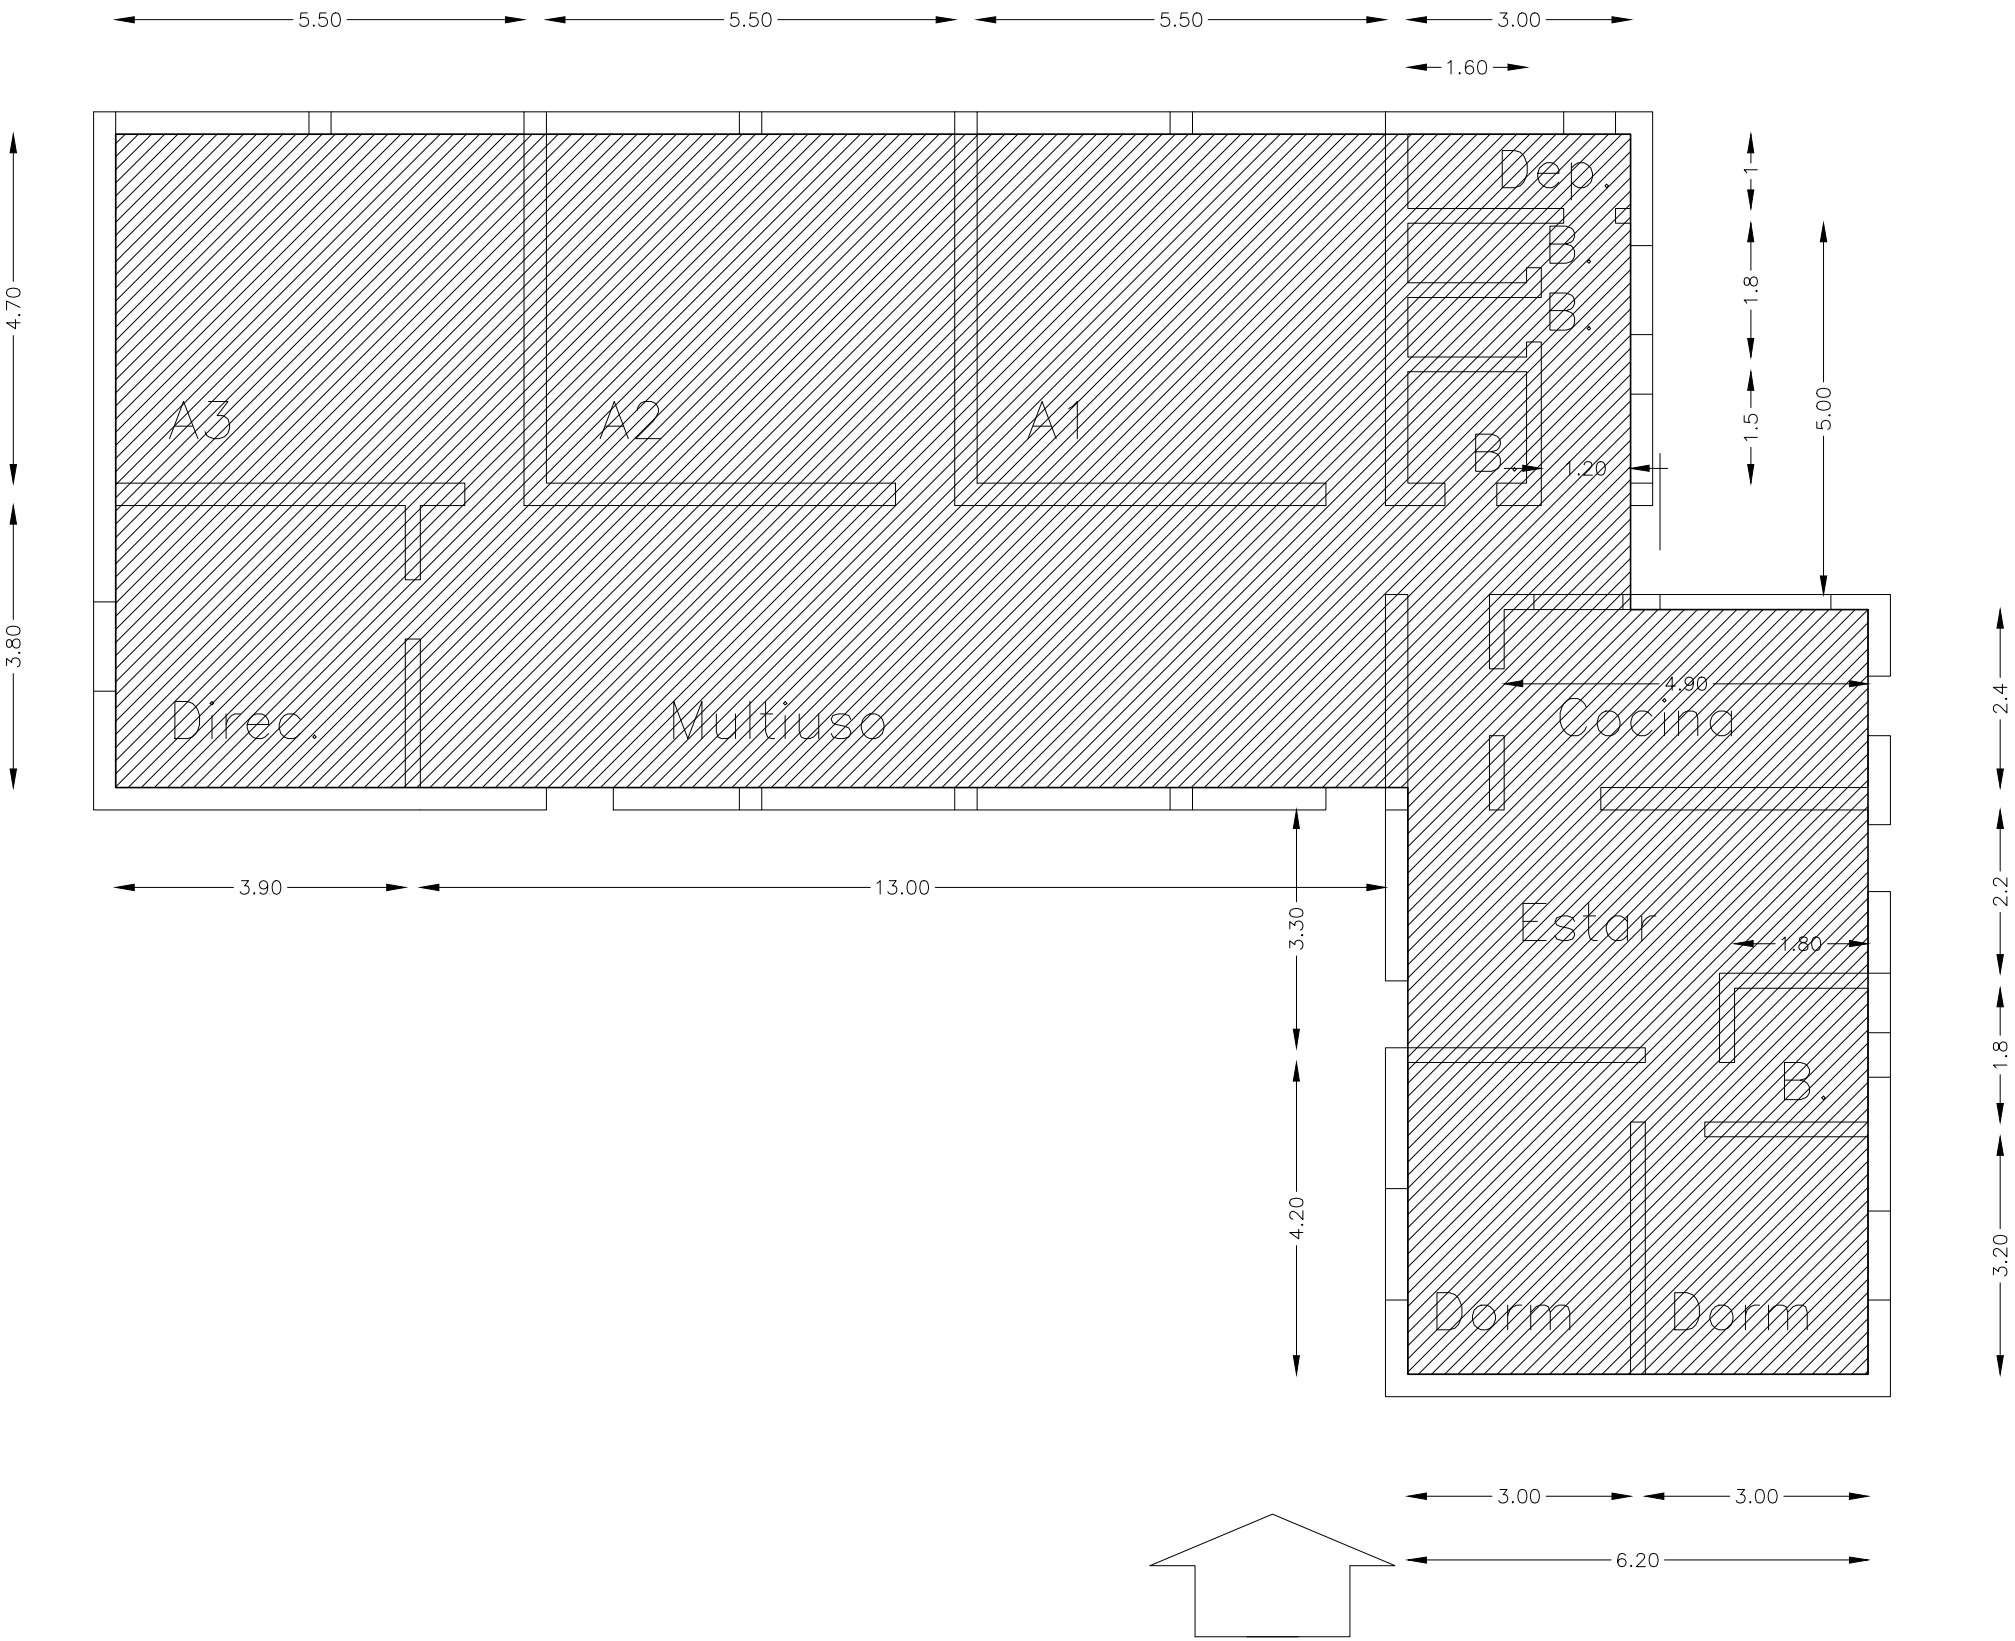 5.50 5.50 5.50 3.00
1.60
Dep.
1
B.
4.70 1.8
B.
A3 A2 A1 1.5 5.00
B. 1.20
3.80 4.90 2.4
Direc. Multiuso Cocina
3.90 13.00 2.2
3.30 Estar 1.80
1.8
B.
4.20 3.20
Dorm Dorm
3.00 3.00
6.20